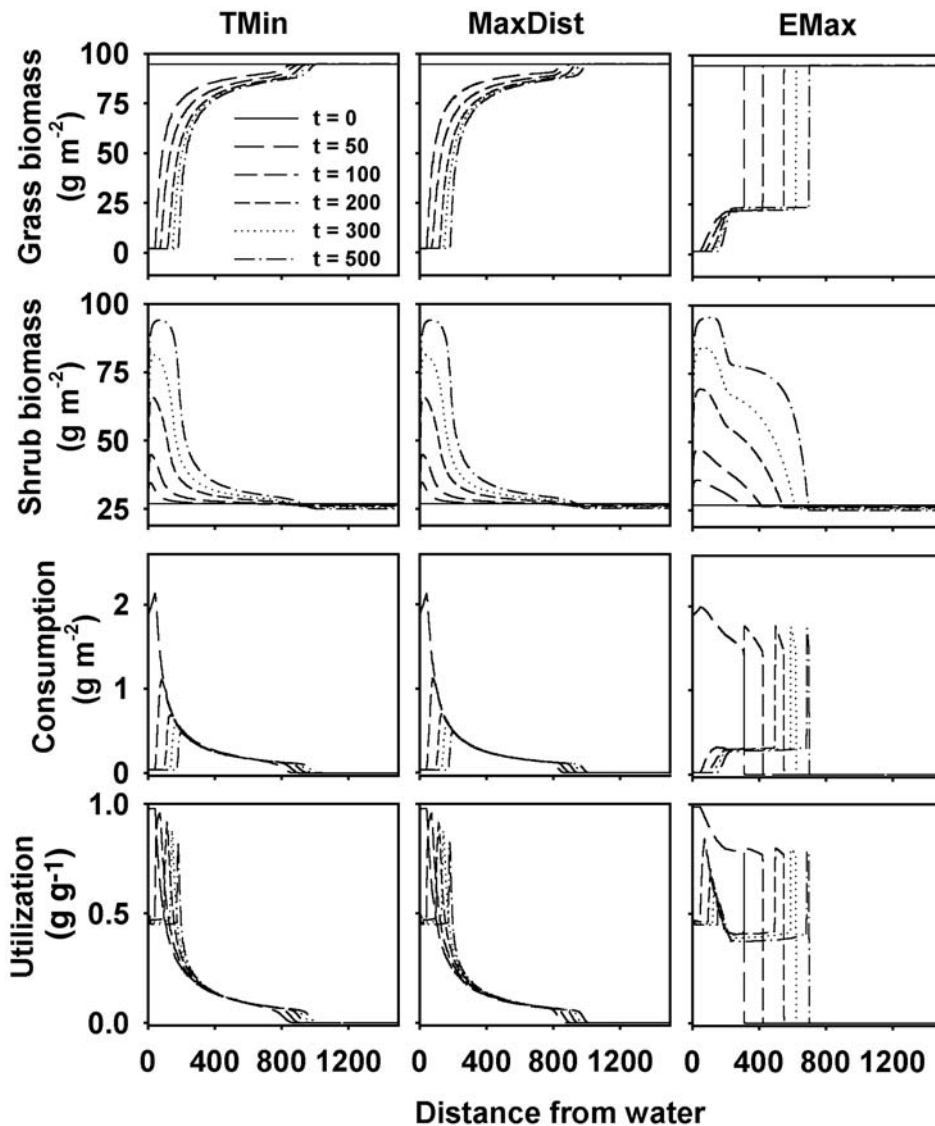 TMin MaxDist EMax
Grass biomass
(g m-2)
100
75
50
25
0
t = 0
t = 50
t = 100
t = 200
t = 300
t = 500
Shrub biomass
(g m-2)
100
75
50
25
Consumption
(g m-2)
2
1
0
Utilization
(g g-1)
1.0
0.5
0.0
0 400 800 1200 0 400 800 1200 0 400 800 1200
Distance from water